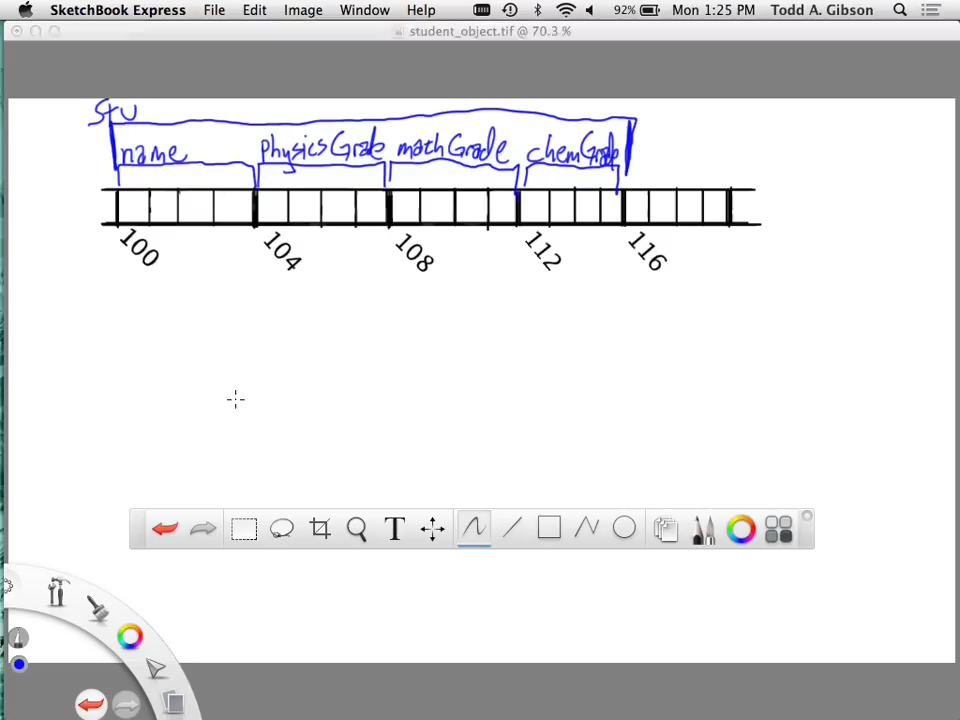 SketchBook Express File Edit Image Window Help 92% Mon 1:25 PM Todd A. Gibson
student_object.tif @ 70.3 %
stu
name physicsGrade mathGrade chemGrade
100 104 108 112 116
T